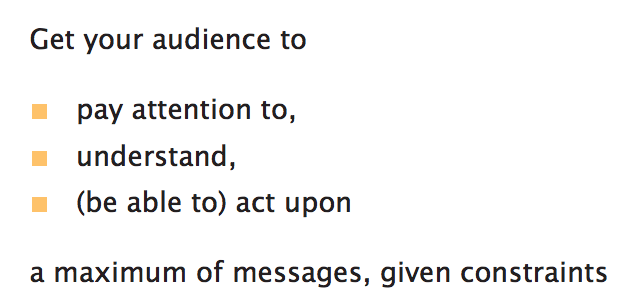 Get your audience to
pay attention to,
understand,
(be able to) act upon
a maximum of messages, given constraints